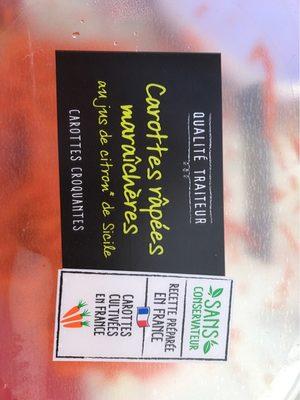 QUALITÉ TRAITEUR
Carottes râpées
maraîchères
au jus de citron* de Sicile
CAROTTES CROQUANTES
SANS
CONSERVATEUR
RECETTE PRÉPARÉE
EN FRANCE
CAROTTES
CULTIVÉES
EN FRANCE